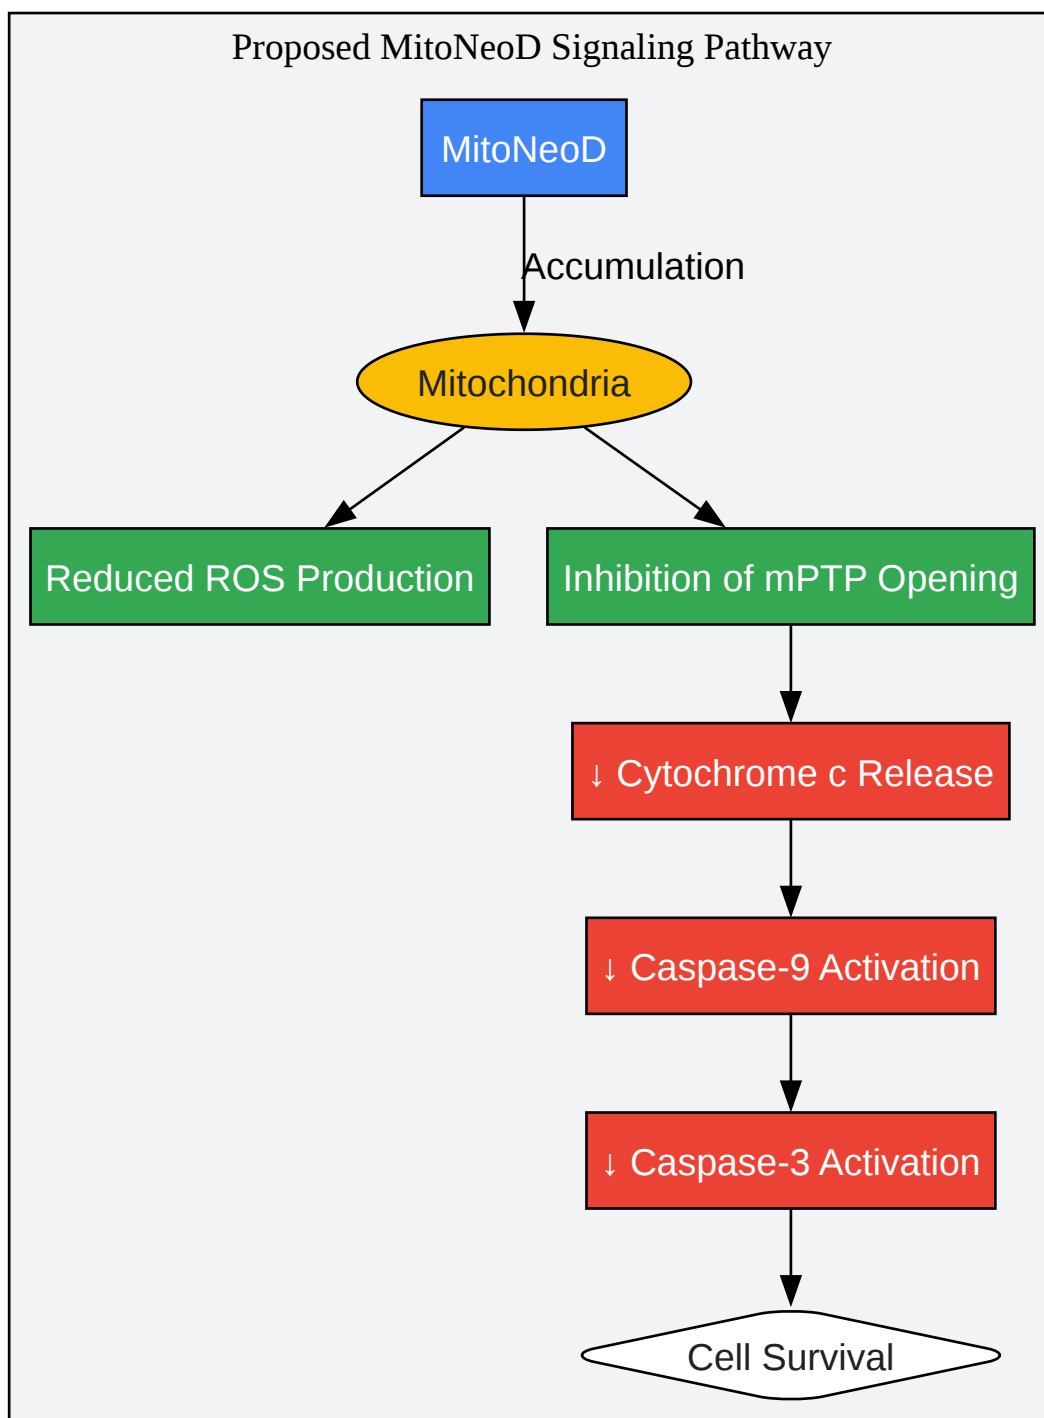 Proposed MitoNeoD Signaling Pathway
MitoNeoD
Accumulation
Mitochondria
Reduced ROS Production
Inhibition of mPTP Opening
↓ Cytochrome c Release
↓ Caspase-9 Activation
↓ Caspase-3 Activation
Cell Survival